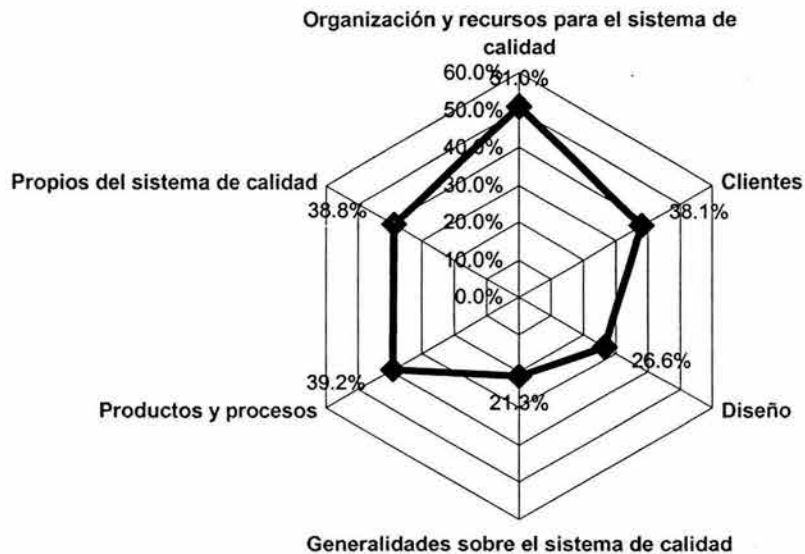 Organización y recursos para el sistema de
calidad
60.0%
51.0%
50.0%
40.0%
Propios del sistema de calidad
30.0%
Clientes
38.8%
38.1%
20.0%
10.0%
0.0%
26.6%
39.2%
21.3%
Productos y procesos
Diseño
Generalidades sobre el sistema de calidad